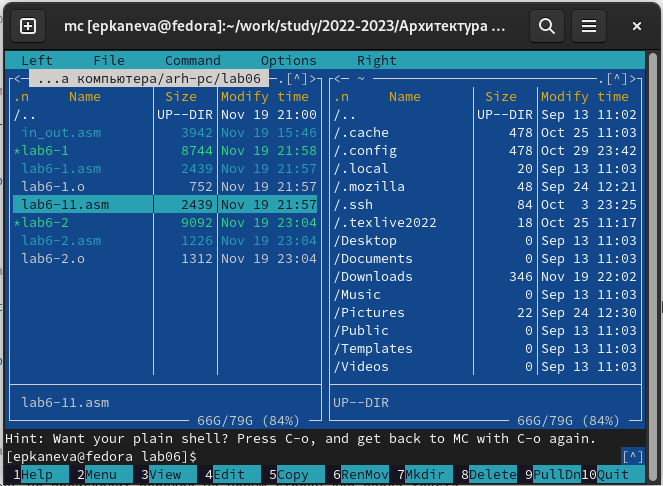 mc [epkaneva@fedora]:~/work/study/2022-2023/Архитектура ...
Left File Command Options Right
<— ...а компьютера/arh-pc/lab06 —.[^]> <— ~ —.[^]>
.n Name Size Modify time .n Name Size Modify time
/.. UP--DIR Nov 19 21:00 /.. UP--DIR Sep 13 11:02
in_out.asm 3942 Nov 19 15:46 /.cache 478 Oct 25 11:03
*lab6-1 8744 Nov 19 21:58 /.config 478 Oct 29 23:42
lab6-1.asm 2439 Nov 19 21:57 /.local 20 Sep 13 11:03
lab6-1.o 752 Nov 19 21:57 /.mozilla 48 Sep 24 12:21
lab6-11.asm 2439 Nov 19 21:57 /.ssh 84 Oct 3 23:25
*lab6-2 9092 Nov 19 23:04 /.texlive2022 18 Oct 25 11:17
lab6-2.asm 1226 Nov 19 23:04 /Desktop 0 Sep 13 11:03
lab6-2.o 1312 Nov 19 23:04 /Documents 0 Sep 13 11:03
/Downloads 346 Nov 19 22:02
/Music 0 Sep 13 11:03
/Pictures 22 Sep 24 12:30
/Public 0 Sep 13 11:03
/Templates 0 Sep 13 11:03
/Videos 0 Sep 13 11:03
lab6-11.asm UP--DIR
66G/79G (84%) 66G/79G (84%)
Hint: Want your plain shell? Press C-o, and get back to MC with C-o again.
[epkaneva@fedora lab06]$ [^]
1Help 2Menu 3View 4Edit 5Copy 6RenMov 7Mkdir 8Delete 9PullDn 10Quit